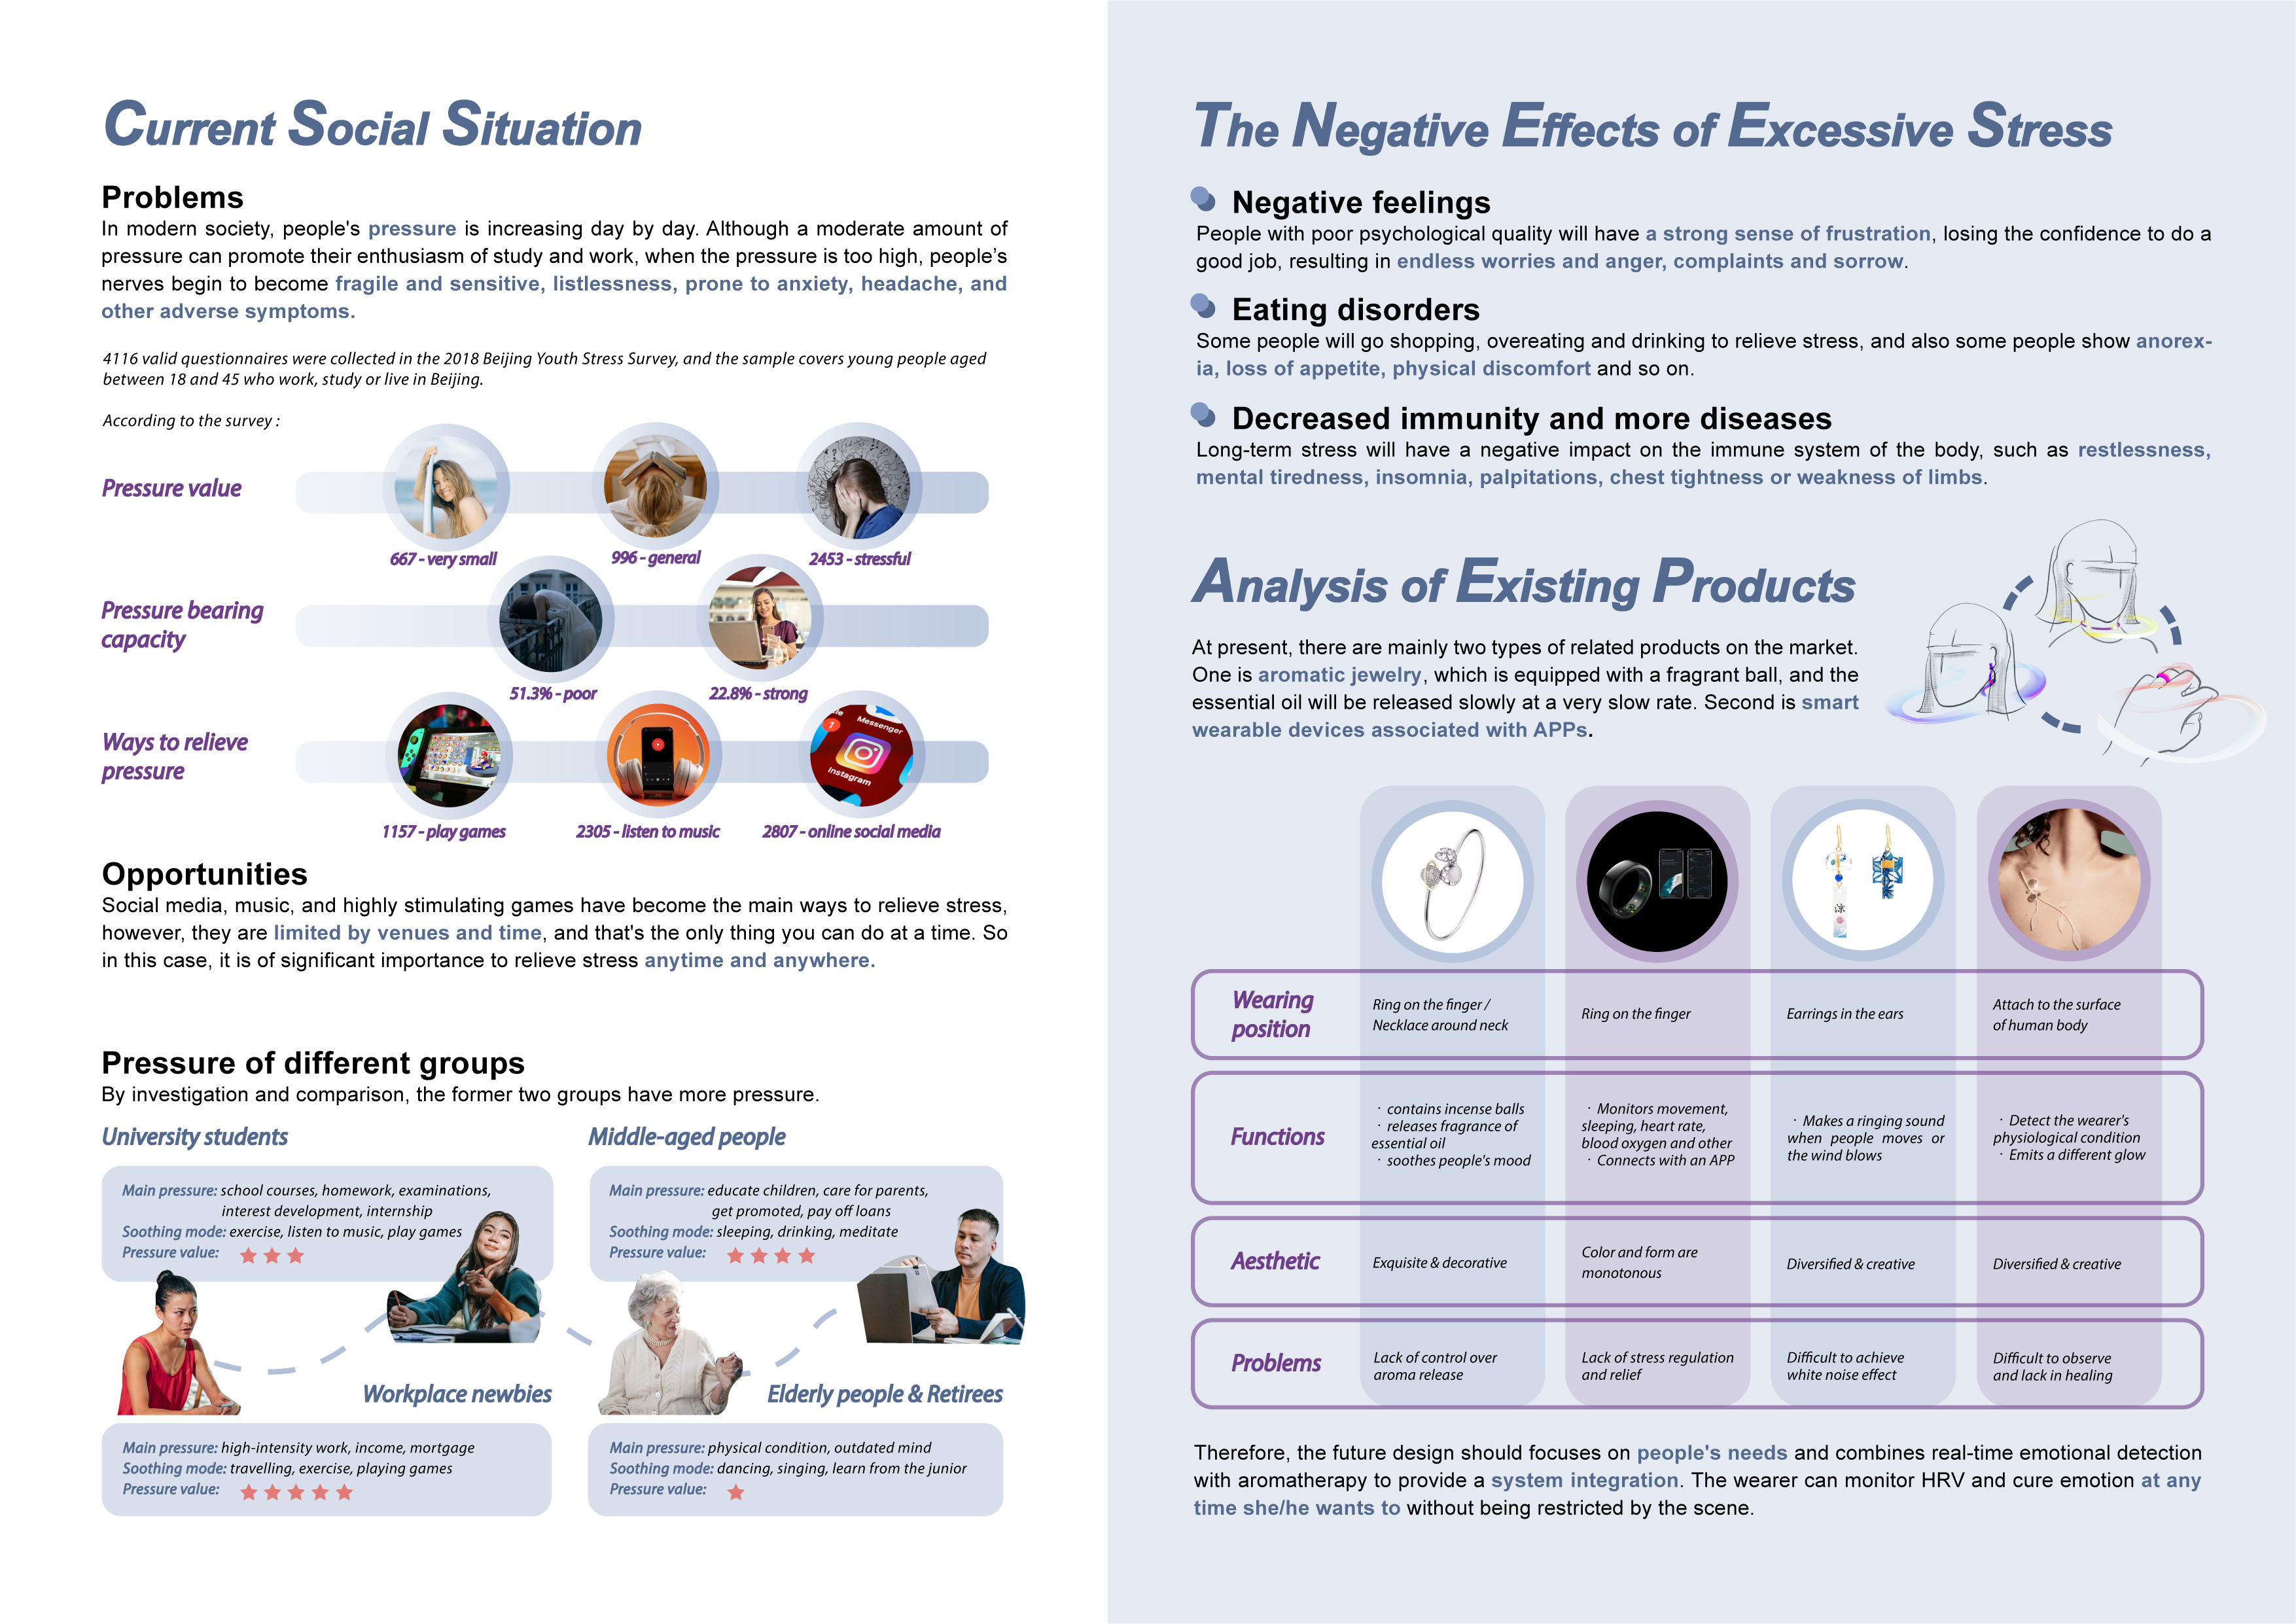 Current Social Situation
Problems
In modern society, people's pressure is increasing day by day. Although a moderate amount of
pressure can promote their enthusiasm of study and work, when the pressure is too high, people’s
nerves begin to become fragile and sensitive, listlessness, prone to anxiety, headache, and
other adverse symptoms.
4116 valid questionnaires were collected in the 2018 Beijing Youth Stress Survey, and the sample covers young people aged
between 18 and 45 who work, study or live in Beijing.
According to the survey :
Pressure value
667 - very small
996 - general
2453 - stressful
Pressure bearing
capacity
51.3% - poor
22.8% - strong
Ways to relieve
pressure
Messenger
Instagram
1157 - play games
2305 - listen to music
2807 - online social media
Opportunities
Social media, music, and highly stimulating games have become the main ways to relieve stress,
however, they are limited by venues and time, and that's the only thing you can do at a time. So
in this case, it is of significant importance to relieve stress anytime and anywhere.
Pressure of different groups
By investigation and comparison, the former two groups have more pressure.
University students
Main pressure: school courses, homework, examinations,
interest development, internship
Soothing mode: exercise, listen to music, play games
Pressure value:
Middle-aged people
Main pressure: educate children, care for parents,
get promoted, pay off loans
Soothing mode: sleeping, drinking, meditate
Pressure value:
Workplace newbies
Main pressure: high-intensity work, income, mortgage
Soothing mode: travelling, exercise, playing games
Pressure value:
Elderly people & Retirees
Main pressure: physical condition, outdated mind
Soothing mode: dancing, singing, learn from the junior
Pressure value:
The Negative Effects of Excessive Stress
Negative feelings
People with poor psychological quality will have a strong sense of frustration, losing the confidence to do a
good job, resulting in endless worries and anger, complaints and sorrow.
Eating disorders
Some people will go shopping, overeating and drinking to relieve stress, and also some people show anorex-
ia, loss of appetite, physical discomfort and so on.
Decreased immunity and more diseases
Long-term stress will have a negative impact on the immune system of the body, such as restlessness,
mental tiredness, insomnia, palpitations, chest tightness or weakness of limbs.
Analysis of Existing Products
At present, there are mainly two types of related products on the market.
One is aromatic jewelry, which is equipped with a fragrant ball, and the
essential oil will be released slowly at a very slow rate. Second is smart
wearable devices associated with APPs.
涼
Wearing
position
Ring on the finger /
Necklace around neck
Ring on the finger
Earrings in the ears
Attach to the surface
of human body
Functions
· contains incense balls
· releases fragrance of
essential oil
· soothes people's mood
· Monitors movement,
sleeping, heart rate,
blood oxygen and other
· Connects with an APP
· Makes a ringing sound
when people moves or
the wind blows
· Detect the wearer's
physiological condition
· Emits a different glow
Aesthetic
Exquisite & decorative
Color and form are
monotonous
Diversified & creative
Diversified & creative
Problems
Lack of control over
aroma release
Lack of stress regulation
and relief
Difficult to achieve
white noise effect
Difficult to observe
and lack in healing
Therefore, the future design should focuses on people's needs and combines real-time emotional detection
with aromatherapy to provide a system integration. The wearer can monitor HRV and cure emotion at any
time she/he wants to without being restricted by the scene.